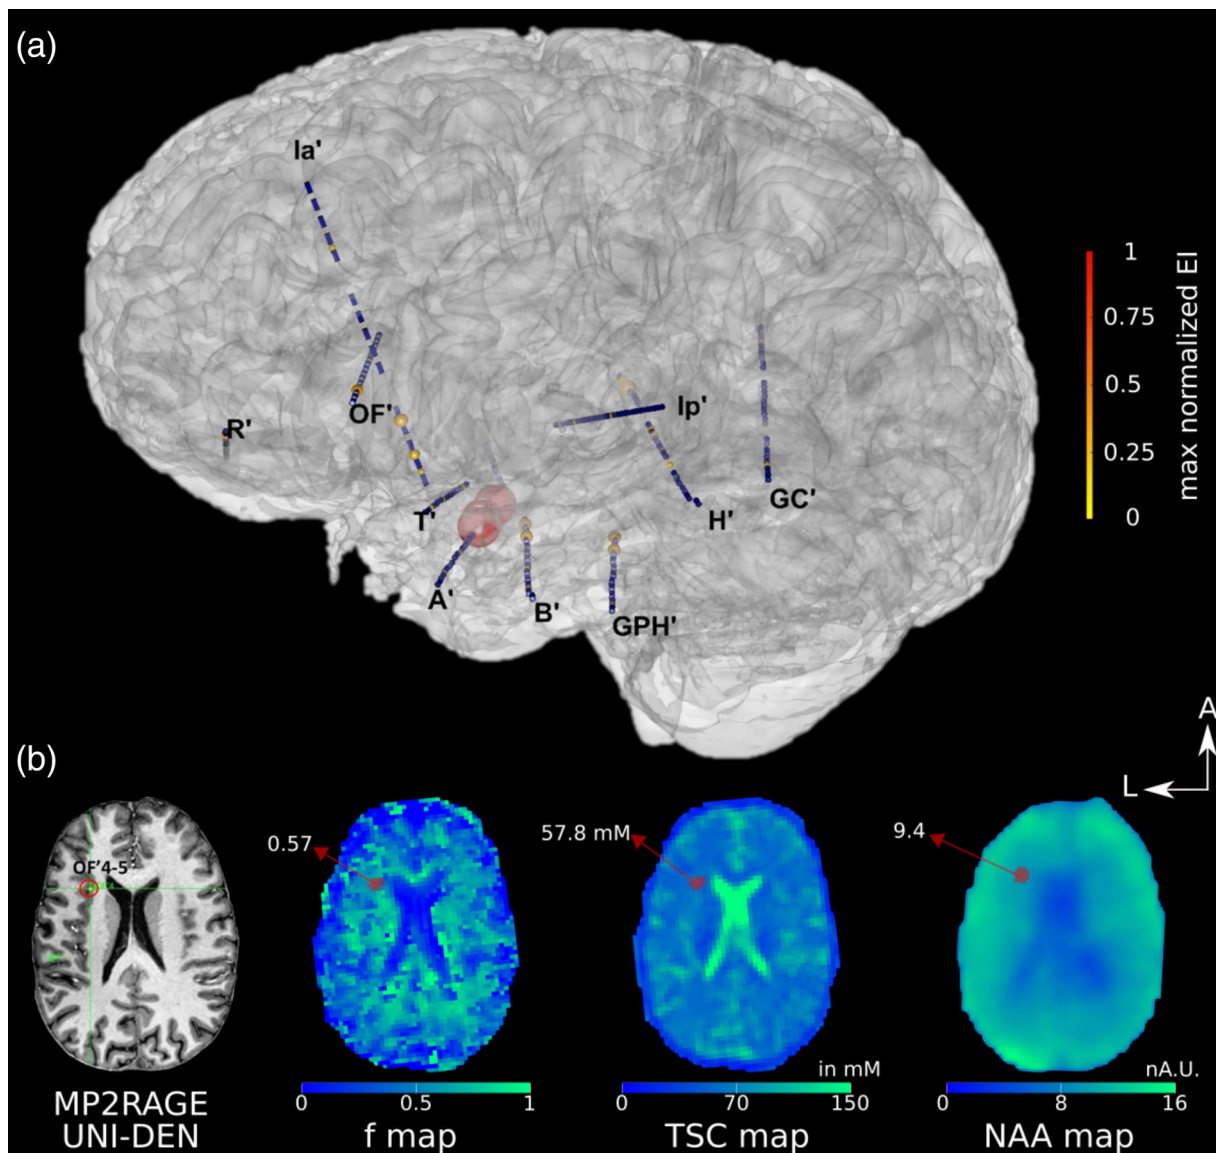 (a)
Ia'
1
0.75
0.5
0.25
0
max normalized EI
OF'
R'
Ip'
GC'
H'
T'
A'
B'
GPH'
A
L
(b)
OF'4-5
0.57
57.8 mM
9.4
in mM
nA.U.
0 0.5 1
0 70 150
0 8 16
MP2RAGE
UNI-DEN
f map
TSC map
NAA map